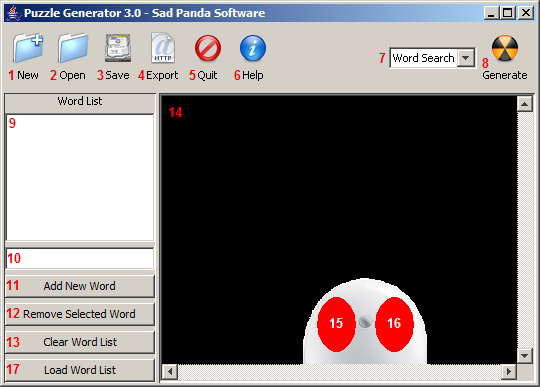 Puzzle Generator 3.0 - Sad Panda Software
HTTP
1 New 2 Open 3 Save 4 Export 5 Quit 6 Help 7 Word Search 8 Generate
Word List
9
14
10
11 Add New Word
12 Remove Selected Word
15 16
13 Clear Word List
17 Load Word List